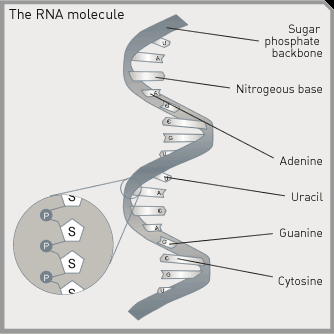 The RNA molecule
Sugar
phosphate
backbone
Nitrogeous base
Adenine
Uracil
Guanine
Cytosine
U
A
A
C
G
U
A
C
A
G
C
G
U
S
P
S
P
S
P
S